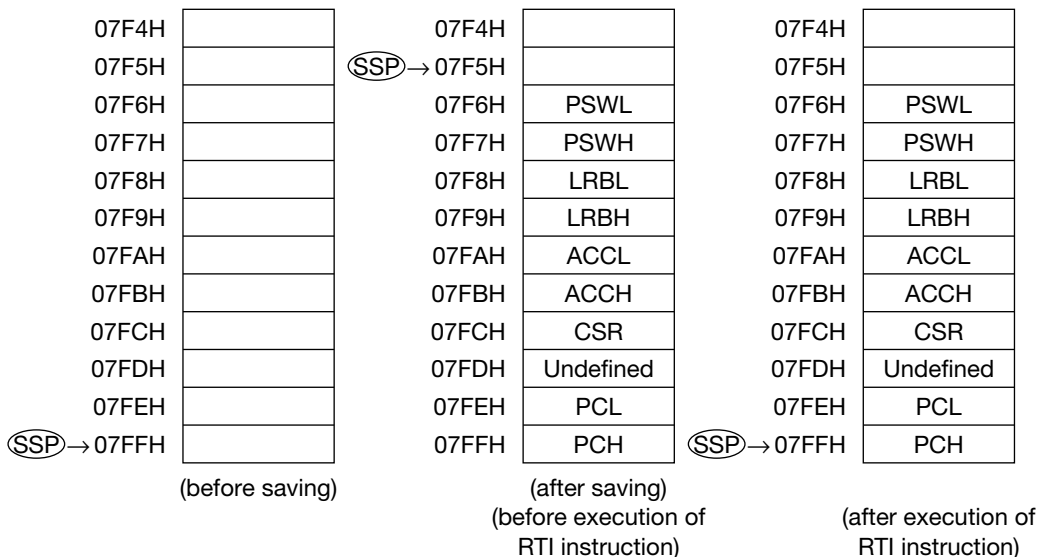 07F4H 07F4H 07F4H
07F5H SSP → 07F5H 07F5H
07F6H 07F6H PSWL 07F6H PSWL
07F7H 07F7H PSWH 07F7H PSWH
07F8H 07F8H LRBL 07F8H LRBL
07F9H 07F9H LRBH 07F9H LRBH
07FAH 07FAH ACCL 07FAH ACCL
07FBH 07FBH ACCH 07FBH ACCH
07FCH 07FCH CSR 07FCH CSR
07FDH 07FDH Undefined 07FDH Undefined
07FEH 07FEH PCL 07FEH PCL
SSP → 07FFH 07FFH PCH SSP → 07FFH PCH
(before saving) (after saving)
(before execution of (after execution of
RTI instruction) RTI instruction)